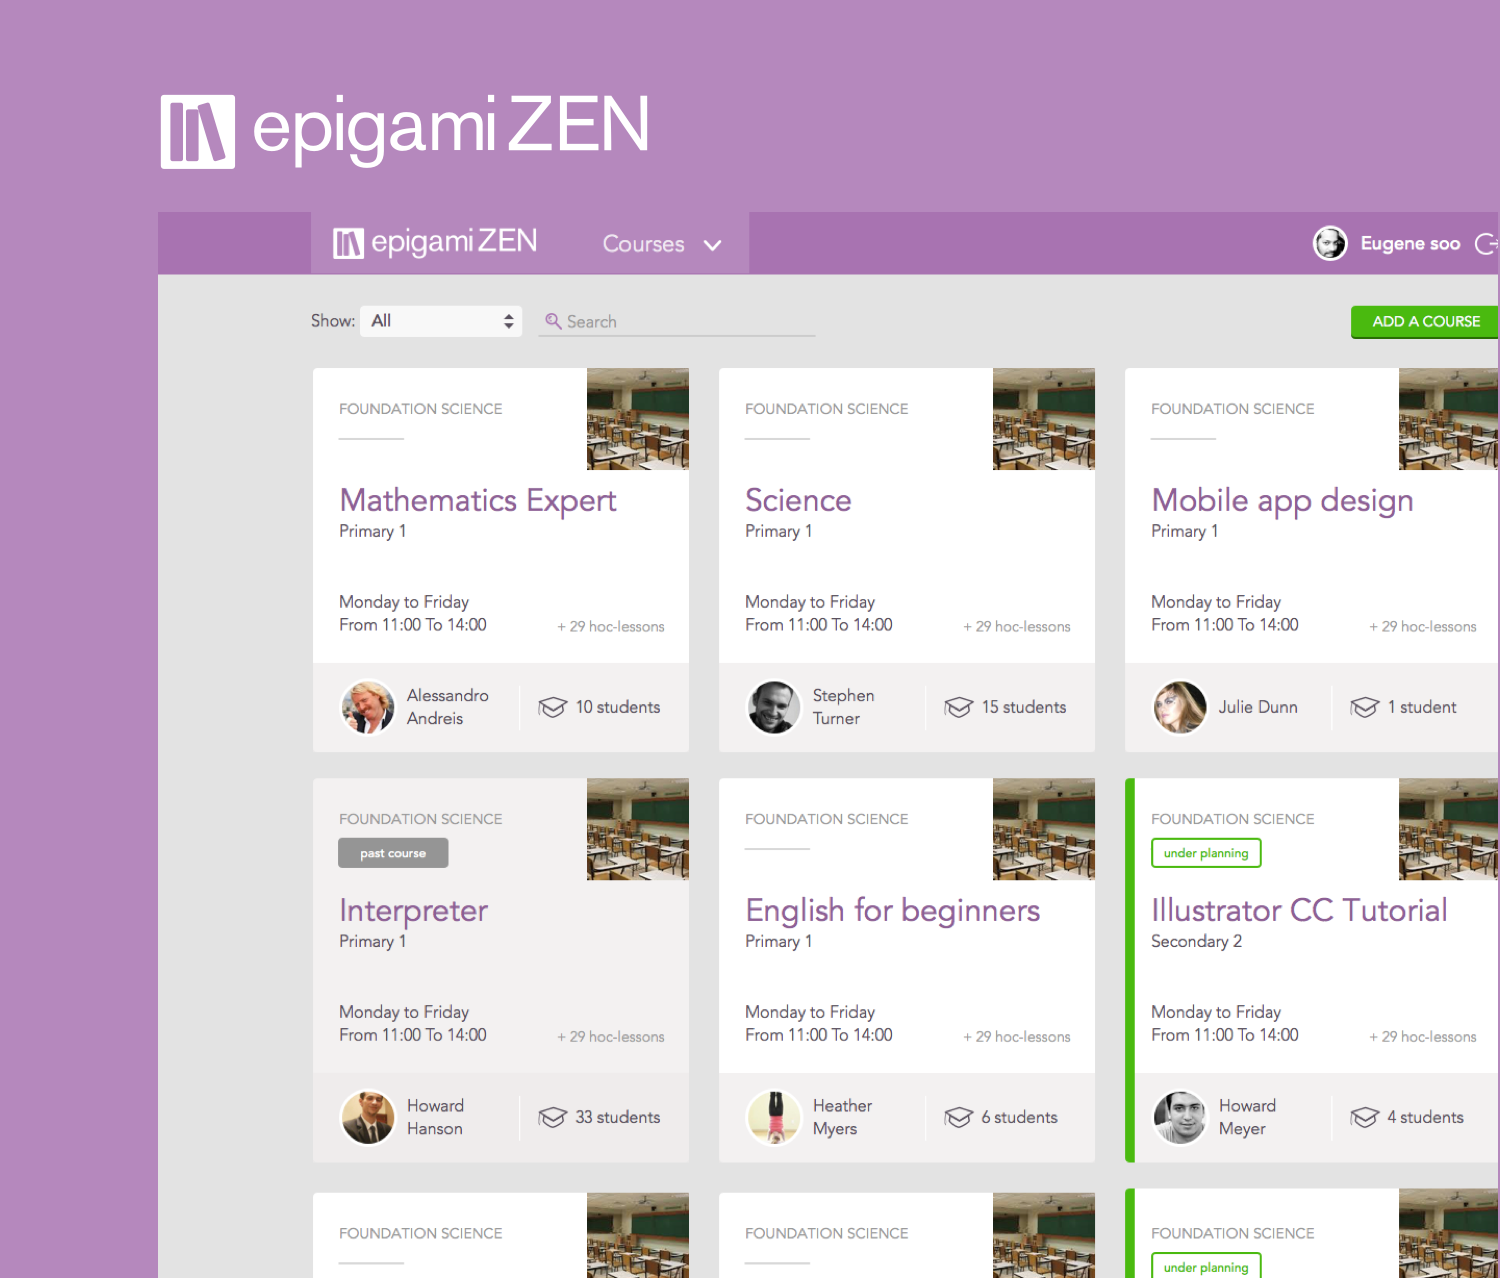 epigami ZEN
epigami ZEN
Courses
Eugene soo
Show: All
Search
ADD A COURSE
FOUNDATION SCIENCE
Mathematics Expert
Primary 1
Monday to Friday
From 11:00 To 14:00
+ 29 hoc-lessons
Alessandro
Andreis
10 students
FOUNDATION SCIENCE
Science
Primary 1
Monday to Friday
From 11:00 To 14:00
+ 29 hoc-lessons
Stephen
Turner
15 students
FOUNDATION SCIENCE
Mobile app design
Primary 1
Monday to Friday
From 11:00 To 14:00
+ 29 hoc-lessons
Julie Dunn
1 student
FOUNDATION SCIENCE
past course
Interpreter
Primary 1
Monday to Friday
From 11:00 To 14:00
+ 29 hoc-lessons
Howard
Hanson
33 students
FOUNDATION SCIENCE
English for beginners
Primary 1
Monday to Friday
From 11:00 To 14:00
+ 29 hoc-lessons
Heather
Myers
6 students
FOUNDATION SCIENCE
under planning
Illustrator CC Tutorial
Secondary 2
Monday to Friday
From 11:00 To 14:00
+ 29 hoc-lessons
Howard
Meyer
4 students
FOUNDATION SCIENCE
FOUNDATION SCIENCE
FOUNDATION SCIENCE
under planning